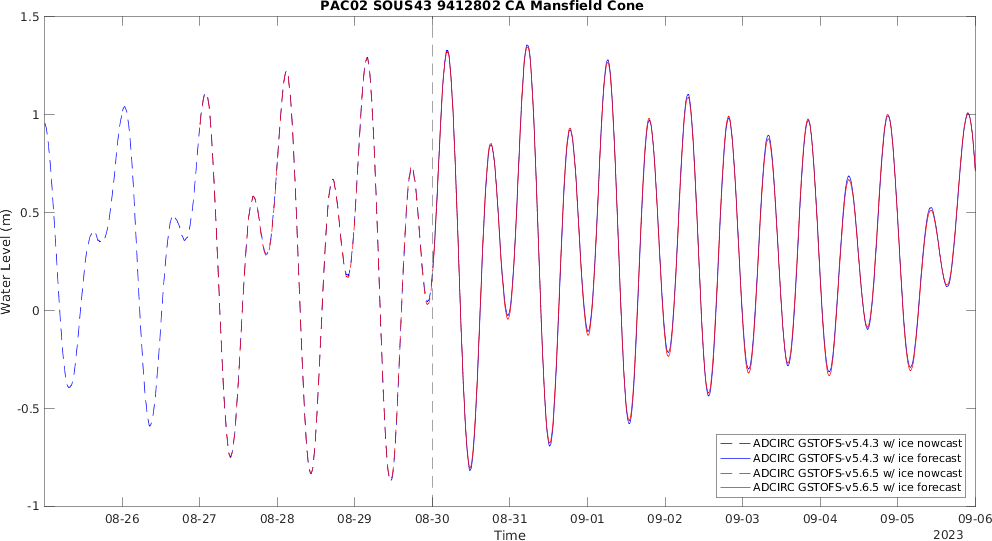 PAC02 SOUS43 9412802 CA Mansfield Cone
Water Level (m)
1.5
1
0.5
0
-0.5
-1
ADCIRC GSTOFS-v5.4.3 w/ ice nowcast
ADCIRC GSTOFS-v5.4.3 w/ ice forecast
ADCIRC GSTOFS-v5.6.5 w/ ice nowcast
ADCIRC GSTOFS-v5.6.5 w/ ice forecast
08-26 08-27 08-28 08-29 08-30 08-31 09-01 09-02 09-03 09-04 09-05 09-06
Time
2023